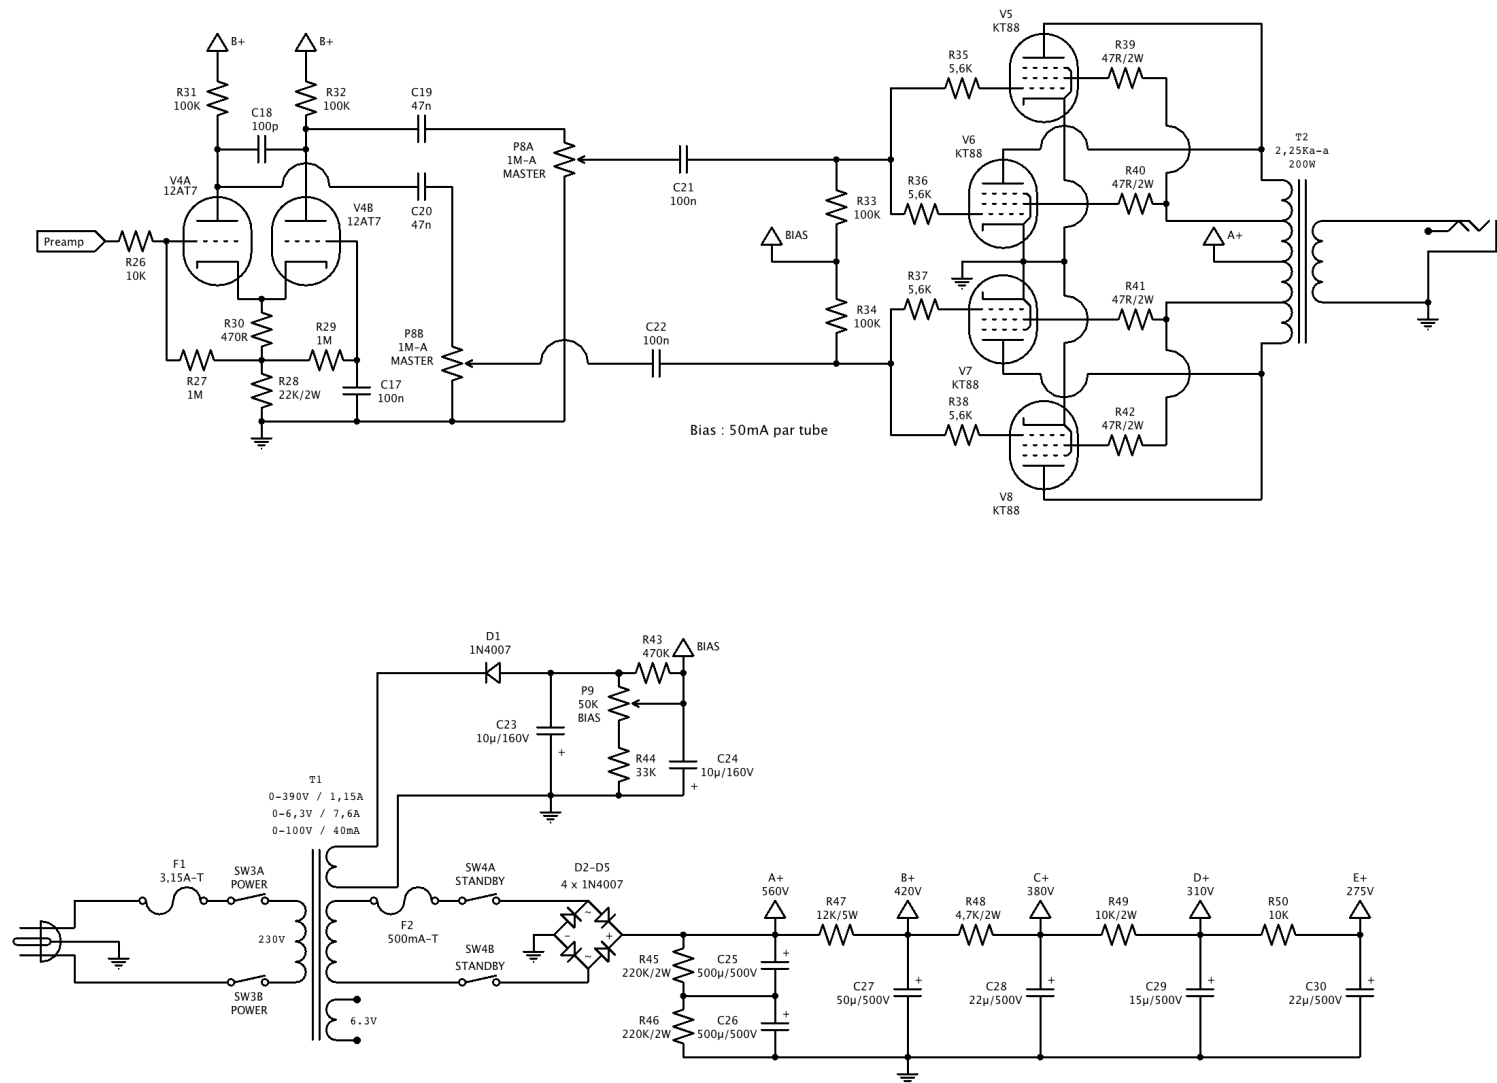 V5
KT88
B+
B+
R31
100K
R32
100K
C18
100p
C19
47n
P8A
1M-A
MASTER
C21
100n
R35
5,6K
R39
47R/2W
V6
KT88
T2
2,25Ka-a
200W
V4A
12AT7
V4B
12AT7
C20
47n
R36
5,6K
R40
47R/2W
R33
100K
BIAS
A+
Preamp
R26
10K
R37
5,6K
R41
47R/2W
R30
470R
R29
1M
P8B
1M-A
MASTER
C22
100n
R34
100K
R27
1M
R28
22K/2W
C17
100n
V7
KT88
R38
5,6K
R42
47R/2W
Bias : 50mA par tube
V8
KT88
D1
1N4007
R43
470K
BIAS
P9
50K
BIAS
C23
10µ/160V
+
R44
33K
C24
10µ/160V
+
T1
0-390V / 1,15A
0-6,3V / 7,6A
0-100V / 40mA
F1
3,15A-T
SW3A
POWER
SW4A
STANDBY
D2-D5
4 x 1N4007
A+
560V
B+
420V
C+
380V
D+
310V
E+
275V
R47
12K/5W
R48
4,7K/2W
R49
10K/2W
R50
10K
F2
500mA-T
230V
~
-
+
~
SW4B
STANDBY
SW3B
POWER
R45
220K/2W
C25
500µ/500V
+
C27
50µ/500V
+
C28
22µ/500V
+
C29
15µ/500V
+
C30
22µ/500V
+
6.3V
R46
220K/2W
C26
500µ/500V
+